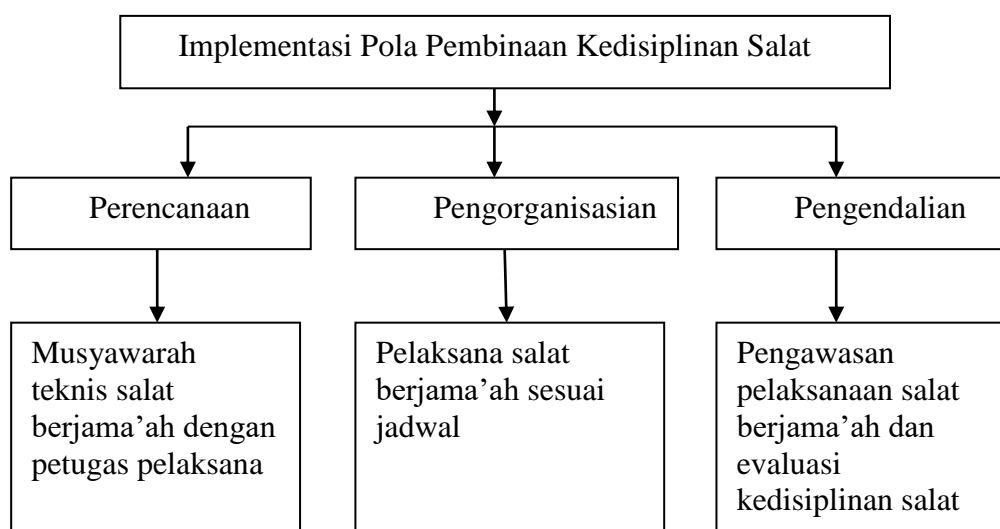 Implementasi Pola Pembinaan Kedisiplinan Salat
Perencanaan
Pengorganisasian
Pengendalian
Musyawarah
teknis salat
berjama’ah dengan
petugas pelaksana
Pelaksana salat
berjama’ah sesuai
jadwal
Pengawasan
pelaksanaan salat
berjama’ah dan
evaluasi
kedisiplinan salat